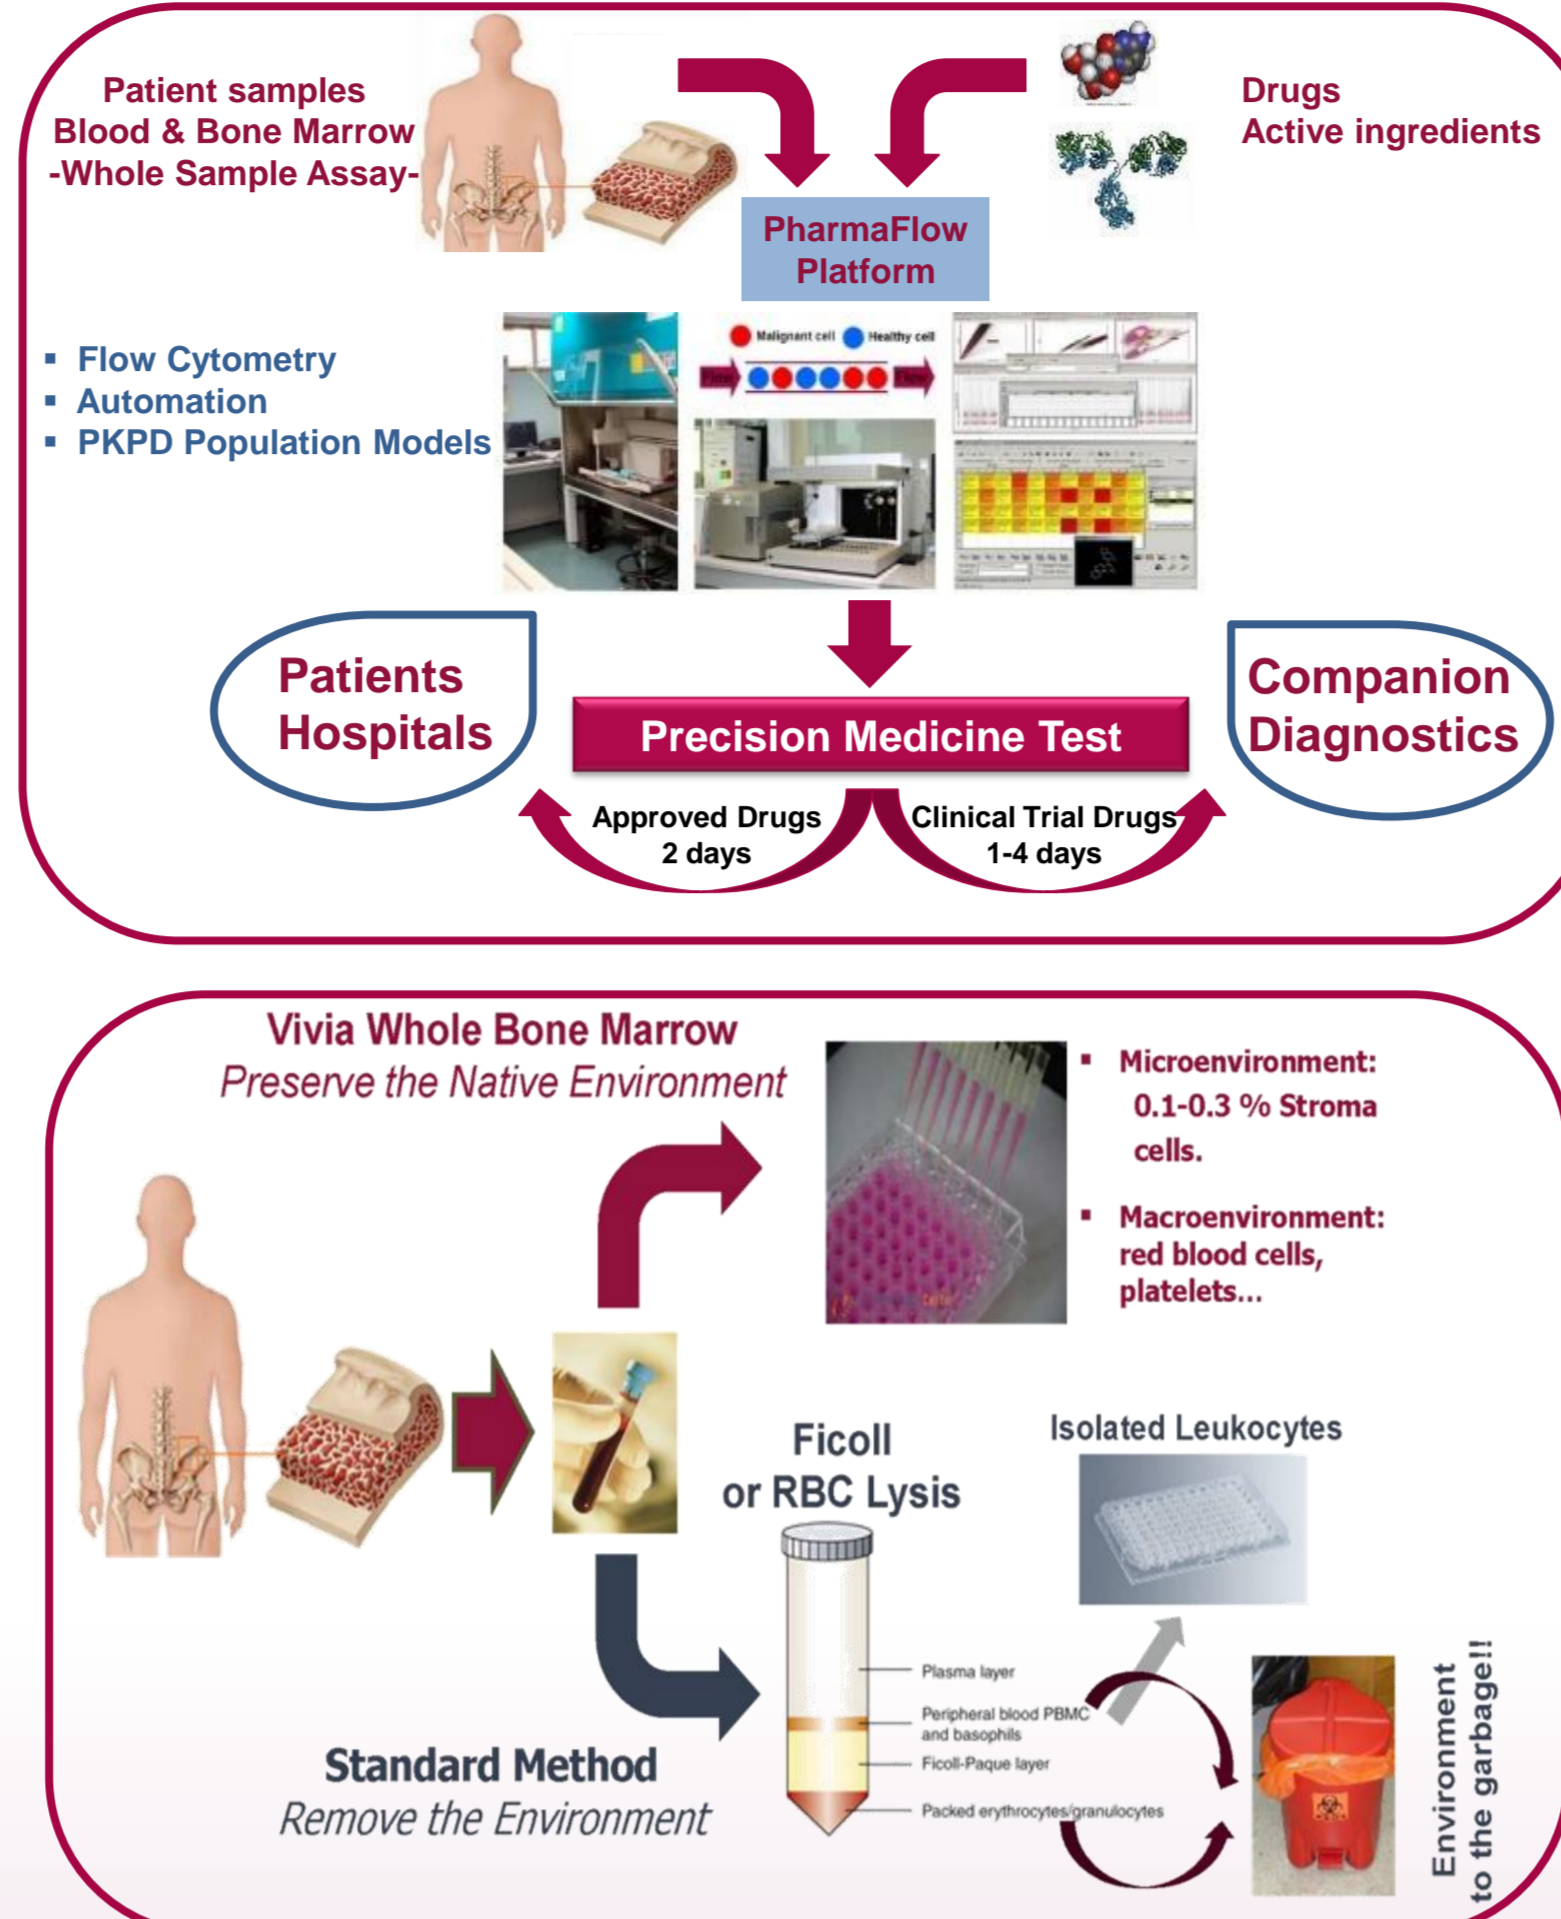 Patient samples
Blood & Bone Marrow
-Whole Sample Assay-
Drugs
Active ingredients
PharmaFlow
Platform
▪ Flow Cytometry
▪ Automation
▪ PKPD Population Models
Malignant cell
Healthy cell
Flow
Flow
Patients
Hospitals
Companion
Diagnostics
Precision Medicine Test
Approved Drugs
2 days
Clinical Trial Drugs
1-4 days
Vivia Whole Bone Marrow
Preserve the Native Environment
▪ Microenvironment:
0.1-0.3 % Stroma
cells.
▪ Macroenvironment:
red blood cells,
platelets...
Ficoll
or RBC Lysis
Isolated Leukocytes
Plasma layer
Peripheral blood PBMC
and basophils
Ficoll-Paque layer
Packed erythrocytes/granulocytes
Standard Method
Remove the Environment
Environment
to the garbage!!